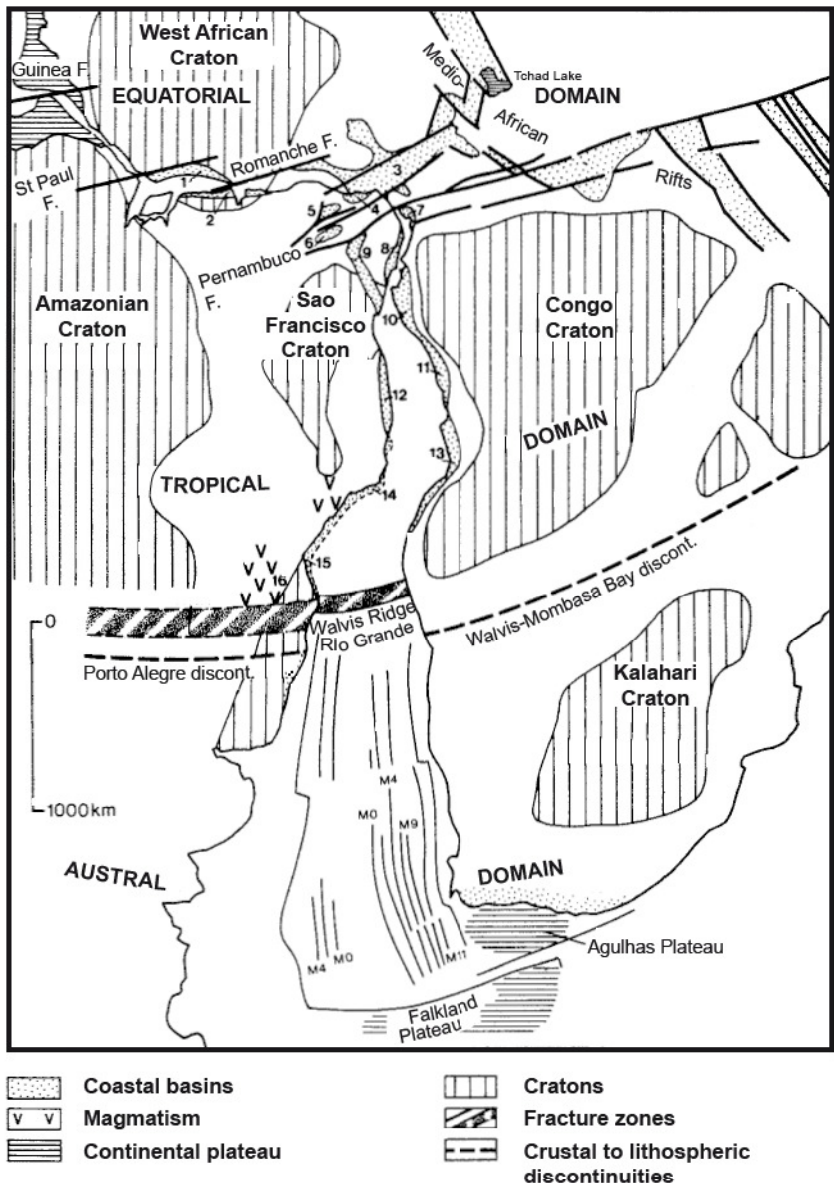 West African
Craton
Guinea F.
EQUATORIAL
Medio-
Tchad Lake
DOMAIN
African
Romanche F.
St Paul
F.
1
2
3
4
5
6
7
8
9
10
Rifts
Pernambuco
F.
Amazonian
Craton
Sao
Francisco
Craton
Congo
Craton
11
12
13
14
DOMAIN
TROPICAL
15
16
0
Walvis Ridge
RIo Grande
Walvis-Mombasa Bay discont.
Porto Alegre discont.
Kalahari
Craton
1000km
M4
M0
M9
AUSTRAL
DOMAIN
M4
M0
M11
Agulhas Plateau
Falkland
Plateau
Coastal basins
Magmatism
Continental plateau
Cratons
Fracture zones
Crustal to lithospheric
discontinuities